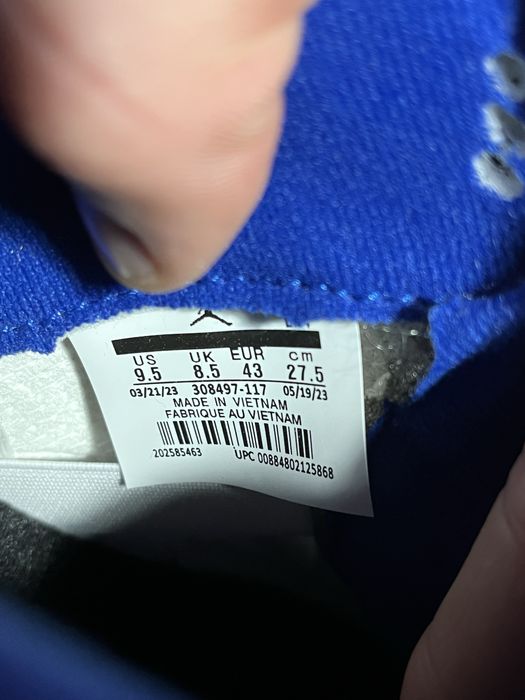 US UK EUR cm
9.5 8.5 43 27.5
03/21/23 308497-117 05/19/23
MADE IN VIETNAM
FABRIQUE AU VIETNAM
202585463 UPC 00884802125868